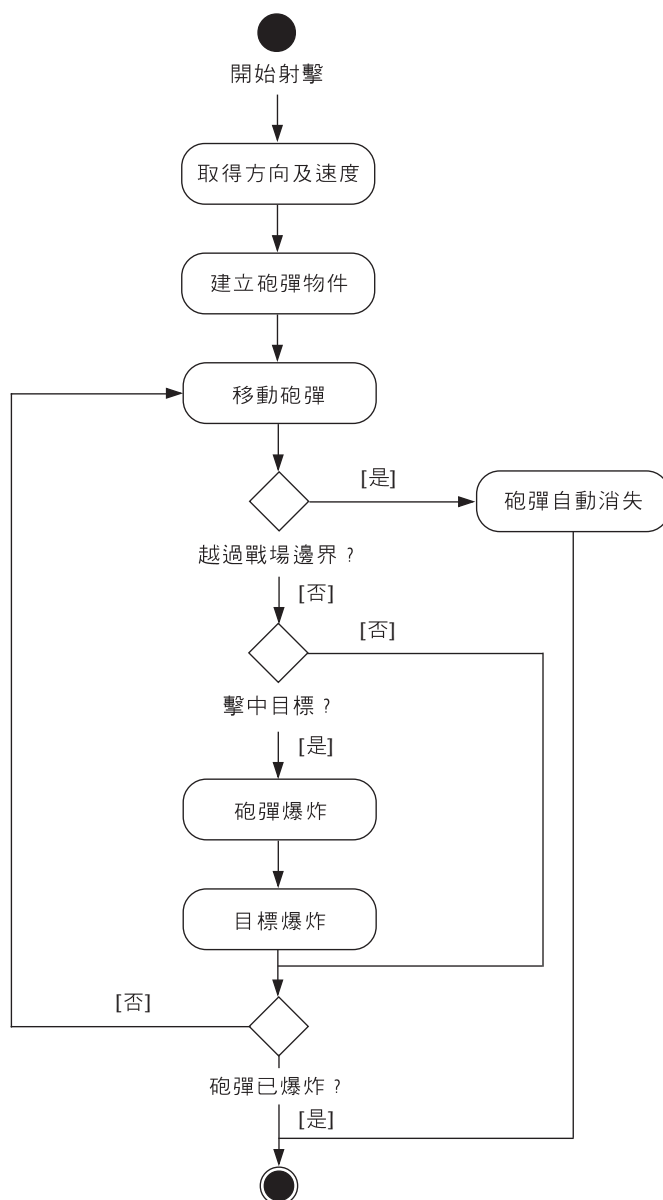 開始射擊
取得方向及速度
建立砲彈物件
移動砲彈
[是]
砲彈自動消失
越過戰場邊界？
[否]
[否]
擊中目標？
[是]
砲彈爆炸
目標爆炸
[否]
砲彈已爆炸？
[是]